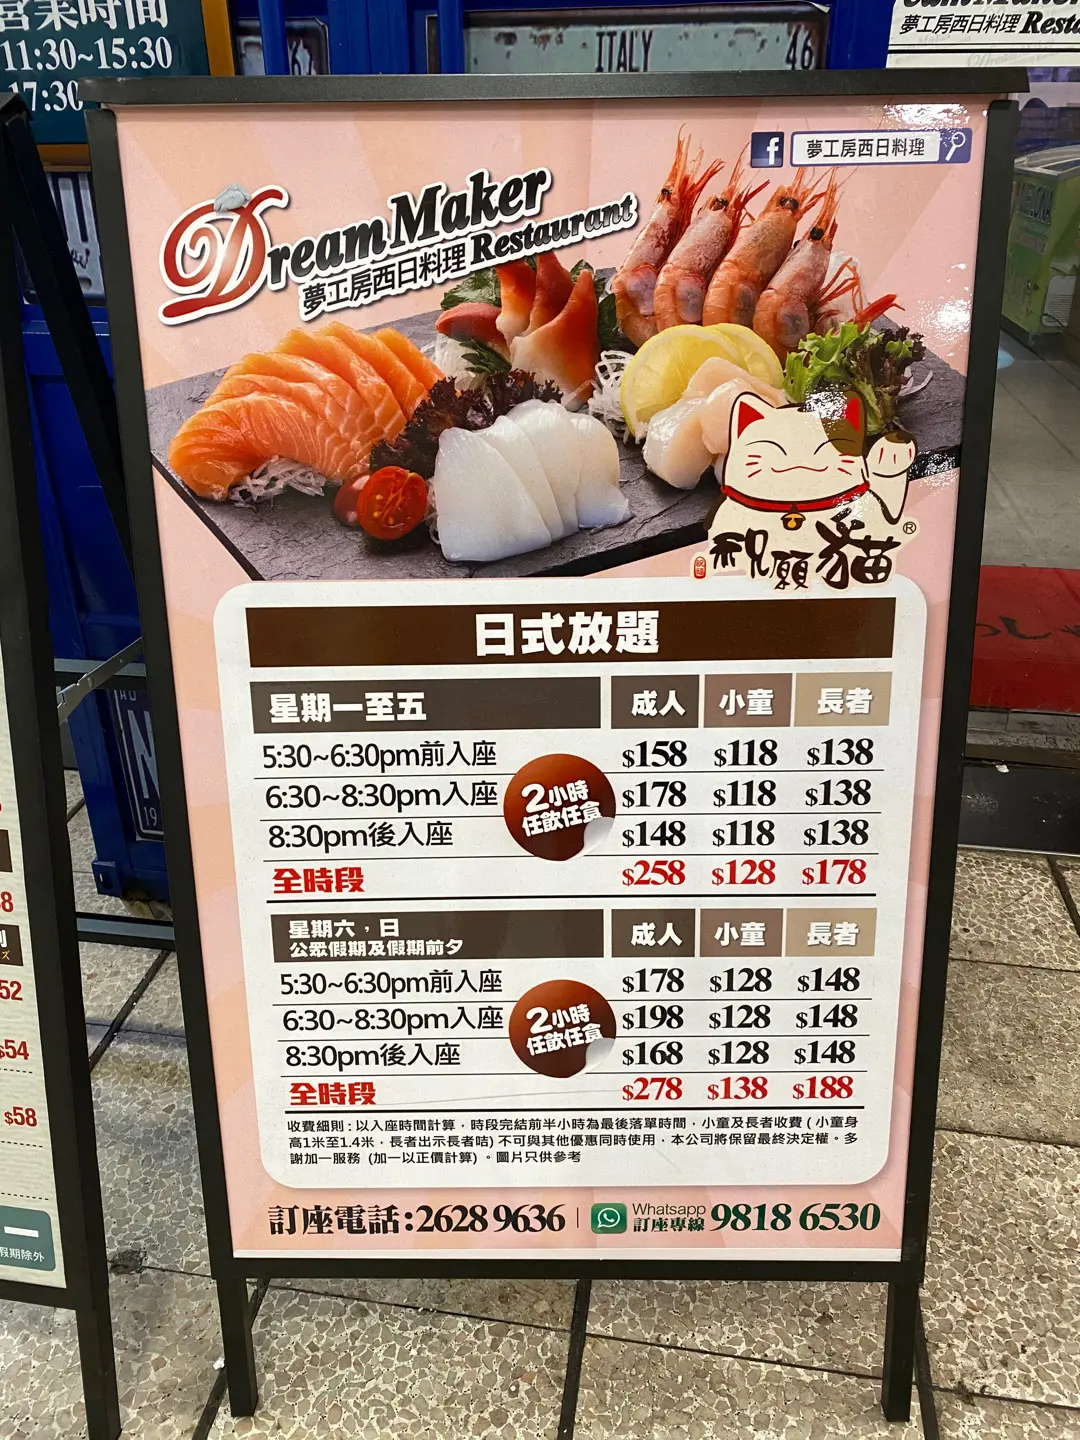 營業時間
11:30~15:30
17:30
ITALY 46
夢工房西日料理
f 夢工房西日料理
Dream Maker
夢工房西日料理 Restaurant
祝願貓®
日式放題
星期一至五 成人 小童 長者
5:30~6:30pm前入座 $158 $118 $138
6:30~8:30pm入座 $178 $118 $138
8:30pm後入座 $148 $118 $138
2小時
任飲任食
全時段 $258 $128 $178
星期六，日
公眾假期及假期前夕 成人 小童 長者
5:30~6:30pm前入座 $178 $128 $148
6:30~8:30pm入座 $198 $128 $148
8:30pm後入座 $168 $128 $148
2小時
任飲任食
全時段 $278 $138 $188
收費細則：以入座時間計算，時段完結前半小時為最後落單時間，小童及長者收費 ( 小童身
高1米至1.4米，長者出示長者咭) 不可與其他優惠同時使用，本公司將保留最終決定權。多
謝加一服務 (加一以正價計算) 。圖片只供參考
訂座電話：2628 9636 | Whatsapp
訂座專線 9818 6530
$54
$58
假期除外